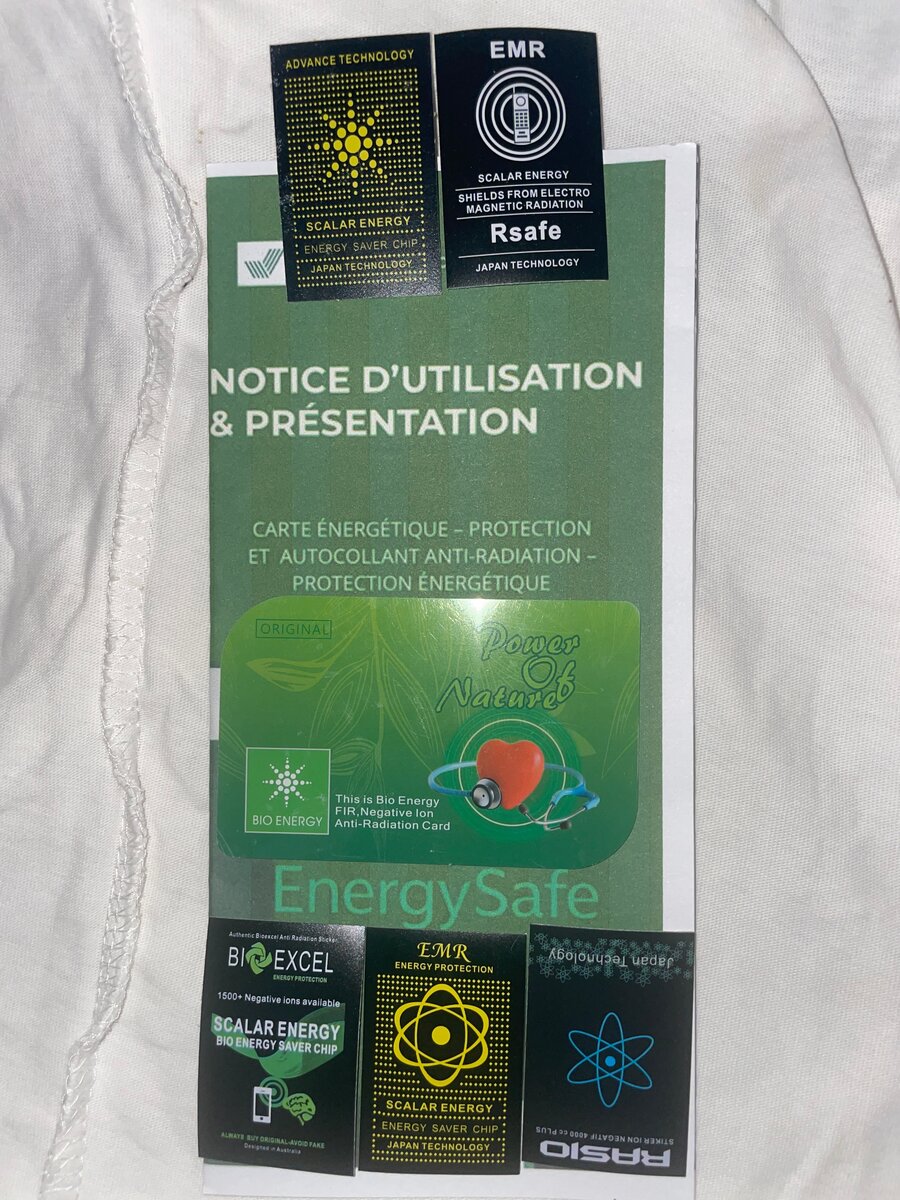 ADVANCE TECHNOLOGY
SCALAR ENERGY
ENERGY SAVER CHIP
JAPAN TECHNOLOGY
EMR
SCALAR ENERGY
SHIELDS FROM ELECTRO
MAGNETIC RADIATION
Rsafe
JAPAN TECHNOLOGY
NOTICE D'UTILISATION
& PRÉSENTATION
CARTE ÉNERGÉTIQUE – PROTECTION
ET AUTOCOLLANT ANTI-RADIATION –
PROTECTION ÉNERGÉTIQUE
ORIGINAL
Power
Of
Nature
BIO ENERGY
This is Bio Energy
FIR,Negative Ion
Anti-Radiation Card
EnergySafe
Authentic Bioexcel Anti Radiation Sticker
BIOEXCEL
ENERGY PROTECTION
1500+ Negative ions available
SCALAR ENERGY
BIO ENERGY SAVER CHIP
ALWAYS BUY ORIGINAL-AVOID FAKE
Designed in Australia
EMR
ENERGY PROTECTION
SCALAR ENERGY
ENERGY SAVER CHIP
JAPAN TECHNOLOGY
RASIO
STIKER ION NEGATIF 4000 cc PLUS
Japan Technology